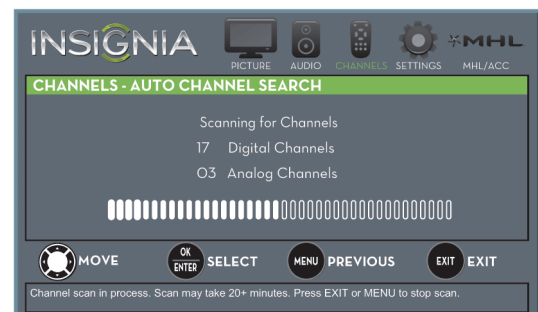 INSIGNIA
PICTURE AUDIO CHANNELS SETTINGS MHL MHL/ACC
CHANNELS - AUTO CHANNEL SEARCH
Scanning for Channels
17 Digital Channels
03 Analog Channels
MOVE OK ENTER SELECT MENU PREVIOUS EXIT EXIT
Channel scan in process. Scan may take 20+ minutes. Press EXIT or MENU to stop scan.